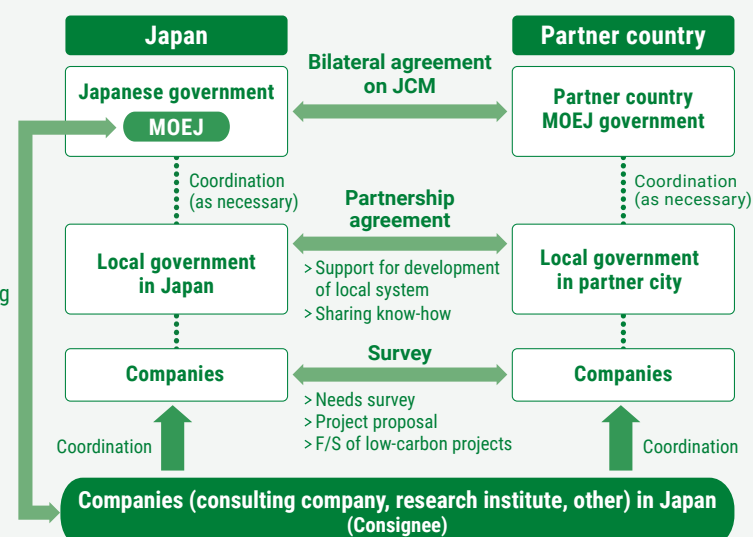 Japan
Partner country
Japanese government
MOEJ
Bilateral agreement
on JCM
Partner country
MOEJ government
Coordination
(as necessary)
Partnership
agreement
Coordination
(as necessary)
Local government
in Japan
> Support for development
of local system
> Sharing know-how
Local government
in partner city
g
Companies
Survey
> Needs survey
> Project proposal
> F/S of low-carbon projects
Companies
Coordination
Coordination
Companies (consulting company, research institute, other) in Japan
(Consignee)